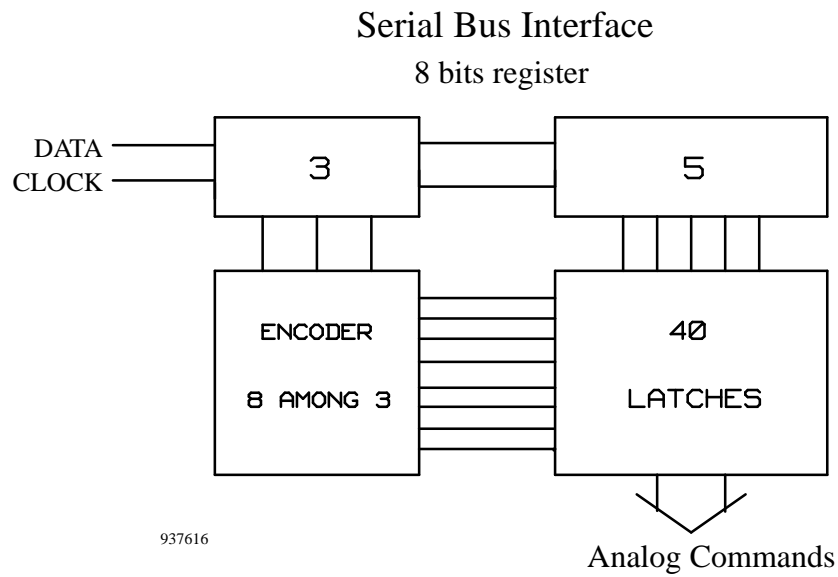 Serial Bus Interface
8 bits register
DATA
CLOCK
3
5
ENCODER
8 AMONG 3
40
LATCHES
937616
Analog Commands